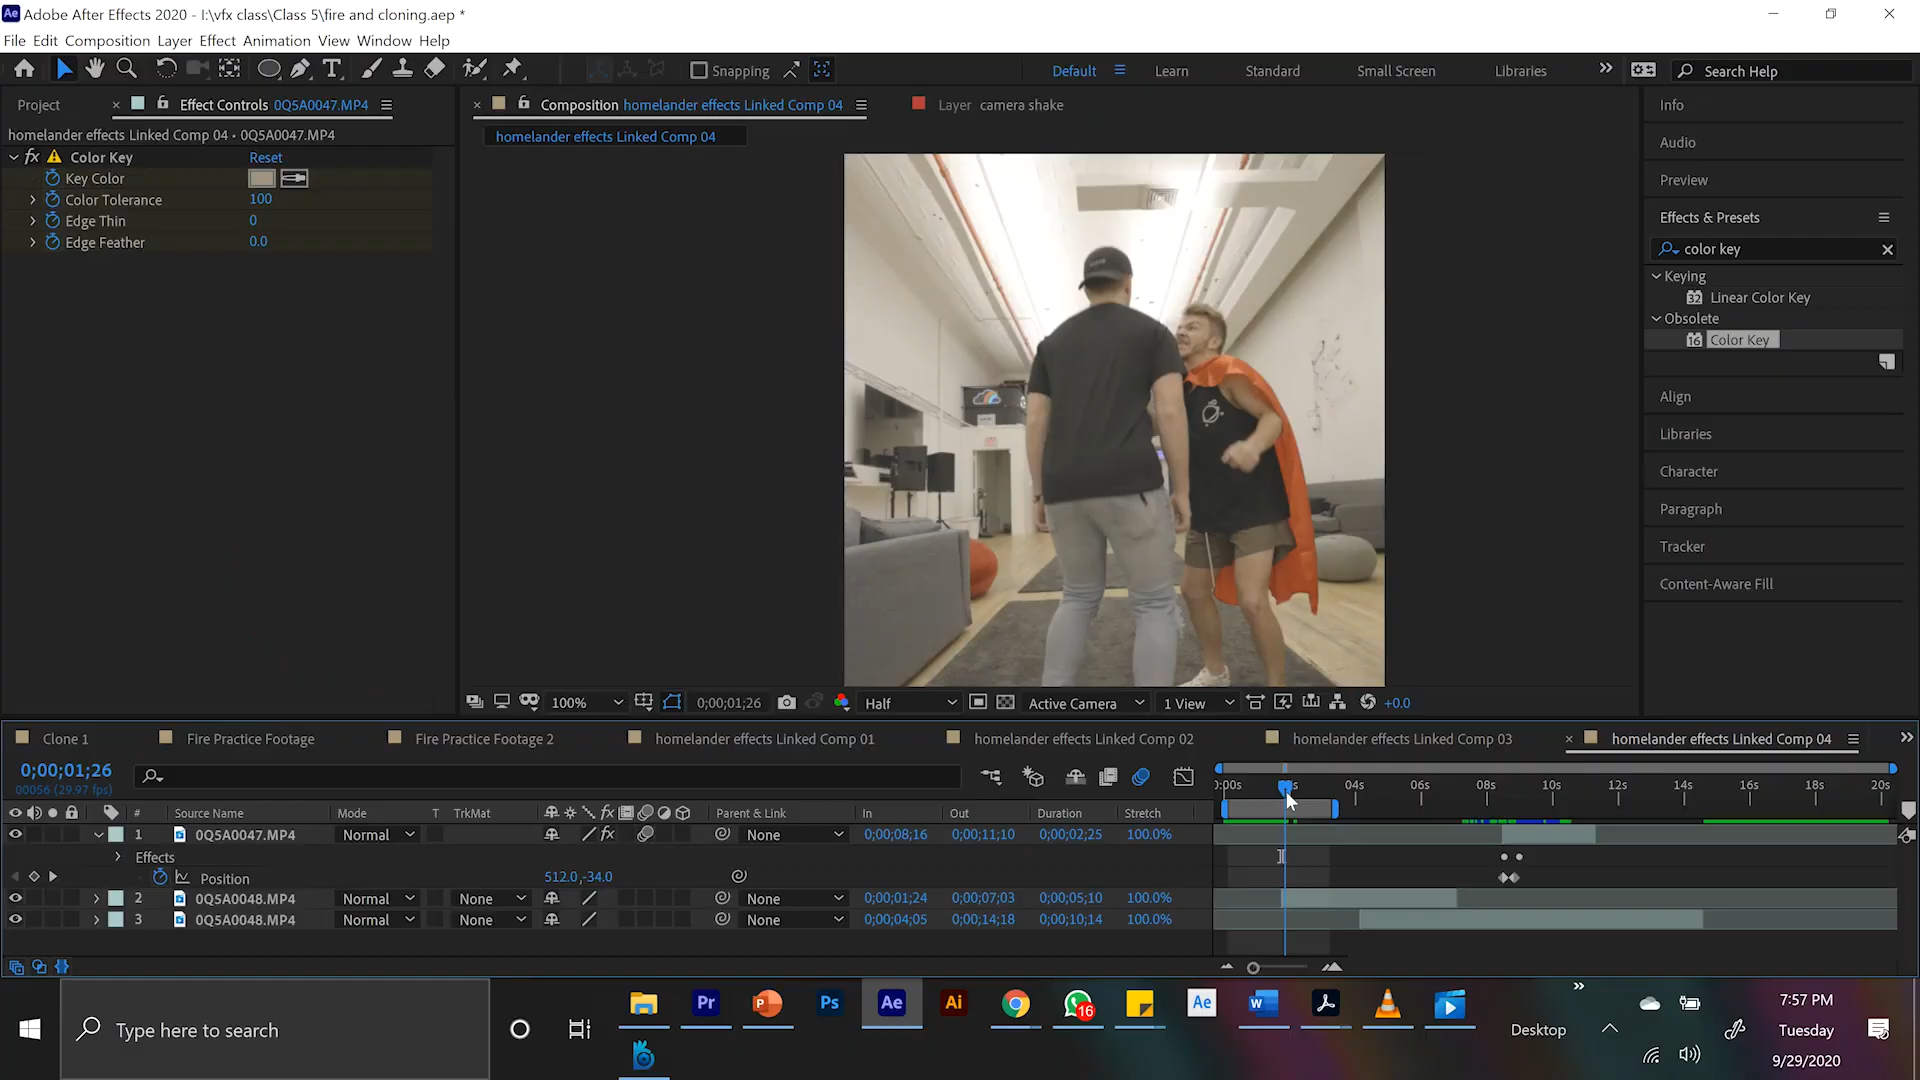 Adobe After Effects 2020 - I:\vfx class\Class 5\fire and cloning.aep *
File Edit Composition Layer Effect Animation View Window Help
Snapping
Default
Learn
Standard
Small Screen
Libraries
Search Help
Project
Effect Controls 0Q5A0047.MP4
homelander effects Linked Comp 04 • 0Q5A0047.MP4
fx Color Key Reset
Key Color
Color Tolerance 100
Edge Thin 0
Edge Feather 0.0
Composition homelander effects Linked Comp 04
Layer camera shake
homelander effects Linked Comp 04
100%
0;00;01;26
Half
Active Camera
1 View
+0.0
Info
Audio
Preview
Effects & Presets
color key
Keying
32 Linear Color Key
Obsolete
16 Color Key
Align
Libraries
Character
Paragraph
Tracker
Content-Aware Fill
Clone 1
Fire Practice Footage
Fire Practice Footage 2
homelander effects Linked Comp 01
homelander effects Linked Comp 02
homelander effects Linked Comp 03
homelander effects Linked Comp 04
0;00;01;26
00056 (29.97 fps)
04s 06s 08s 10s 12s 14s 16s 18s 20s
# Source Name Mode T TrkMat Parent & Link In Out Duration Stretch
1 0Q5A0047.MP4 Normal None 0;00;08;16 0;00;11;10 0;00;02;25 100.0%
Effects
Position 512.0,-34.0
2 0Q5A0048.MP4 Normal None None 0;00;01;24 0;00;07;03 0;00;05;10 100.0%
3 0Q5A0048.MP4 Normal None None 0;00;04;05 0;00;14;18 0;00;10;14 100.0%
Type here to search
Pr
Ps
Ae
Ai
16
Ae
Desktop
7:57 PM
Tuesday
9/29/2020